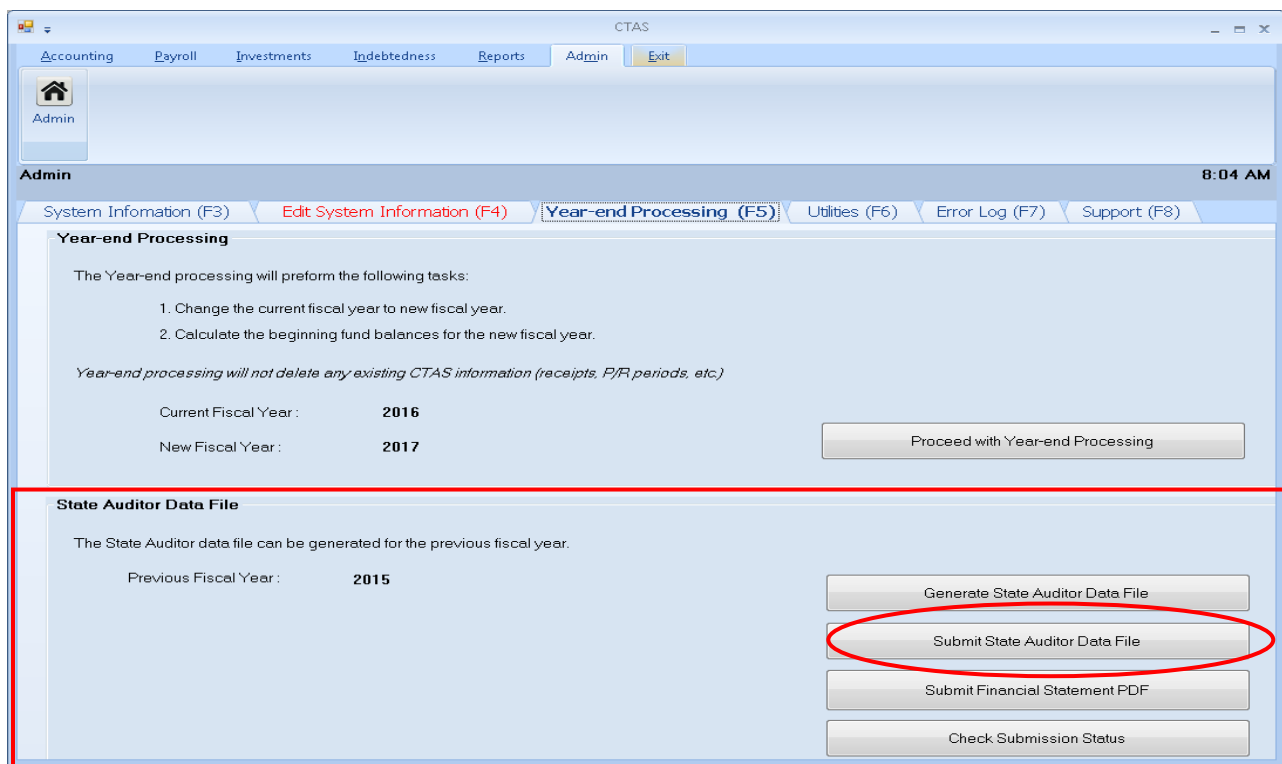 CTAS
Accounting Payroll Investments Indebtedness Reports Admin Exit
Admin
Admin 8:04 AM
System Infomation (F3) Edit System Information (F4) Year-end Processing (F5) Utilities (F6) Error Log (F7) Support (F8)
Year-end Processing
The Year-end processing will preform the following tasks:
1. Change the current fiscal year to new fiscal year.
2. Calculate the beginning fund balances for the new fiscal year.
Year-end processing will not delete any existing CTAS information (receipts, P/R periods, etc.)
Current Fiscal Year : 2016
New Fiscal Year : 2017
Proceed with Year-end Processing
State Auditor Data File
The State Auditor data file can be generated for the previous fiscal year.
Previous Fiscal Year : 2015
Generate State Auditor Data File
Submit State Auditor Data File
Submit Financial Statement PDF
Check Submission Status